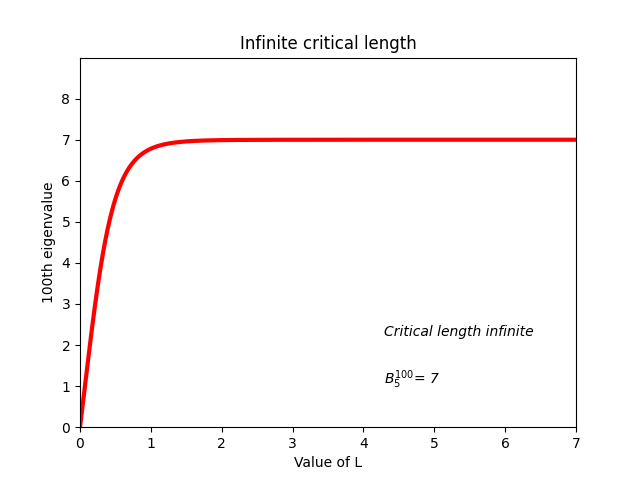 Infinite critical length
8
7
6
5
4
3
2
1
0
100th eigenvalue
Critical length infinite
$B_5^{100}$= 7
0 1 2 3 4 5 6 7
Value of L